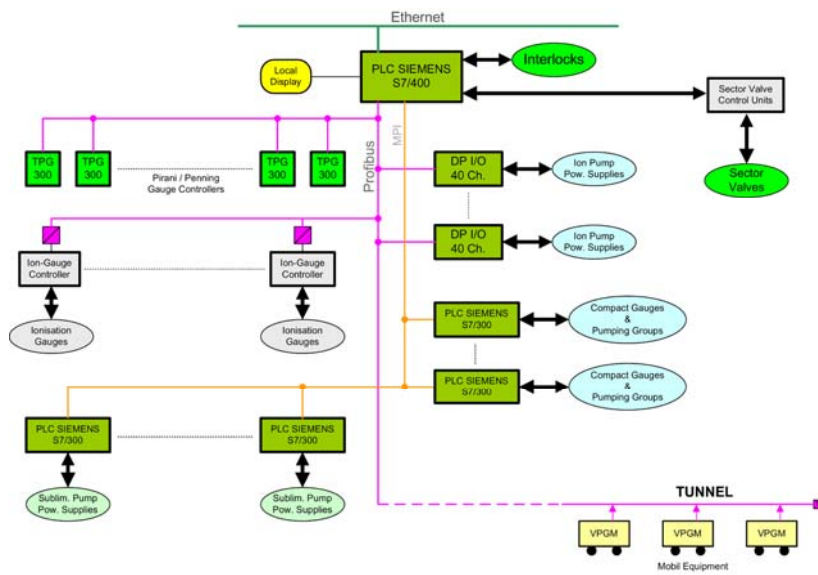 Ethernet
Local
Display
PLC SIEMENS
S7/400
Interlocks
Sector Valve
Control Units
Sector
Valves
MPI
Profibus
TPG
300
TPG
300
TPG
300
TPG
300
Pirani / Penning
Gauge Controllers
DP I/O
40 Ch.
Ion Pump
Pow. Supplies
DP I/O
40 Ch.
Ion Pump
Pow. Supplies
Ion-Gauge
Controller
Ion-Gauge
Controller
Ionisation
Gauges
Ionisation
Gauges
PLC SIEMENS
S7/300
Compact Gauges
&
Pumping Groups
PLC SIEMENS
S7/300
Compact Gauges
&
Pumping Groups
PLC SIEMENS
S7/300
PLC SIEMENS
S7/300
Sublim. Pump
Pow. Supplies
Sublim. Pump
Pow. Supplies
TUNNEL
VPGM
VPGM
VPGM
Mobil Equipment